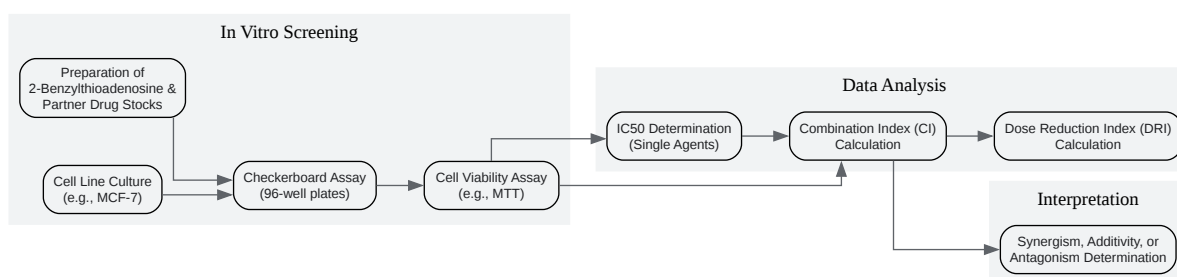 In Vitro Screening
Preparation of
2-Benzylthioadenosine &
Partner Drug Stocks
Cell Line Culture
(e.g., MCF-7)
Checkerboard Assay
(96-well plates)
Cell Viability Assay
(e.g., MTT)
Data Analysis
IC50 Determination
(Single Agents)
Combination Index (CI)
Calculation
Dose Reduction Index (DRI)
Calculation
Interpretation
Synergism, Additivity, or
Antagonism Determination